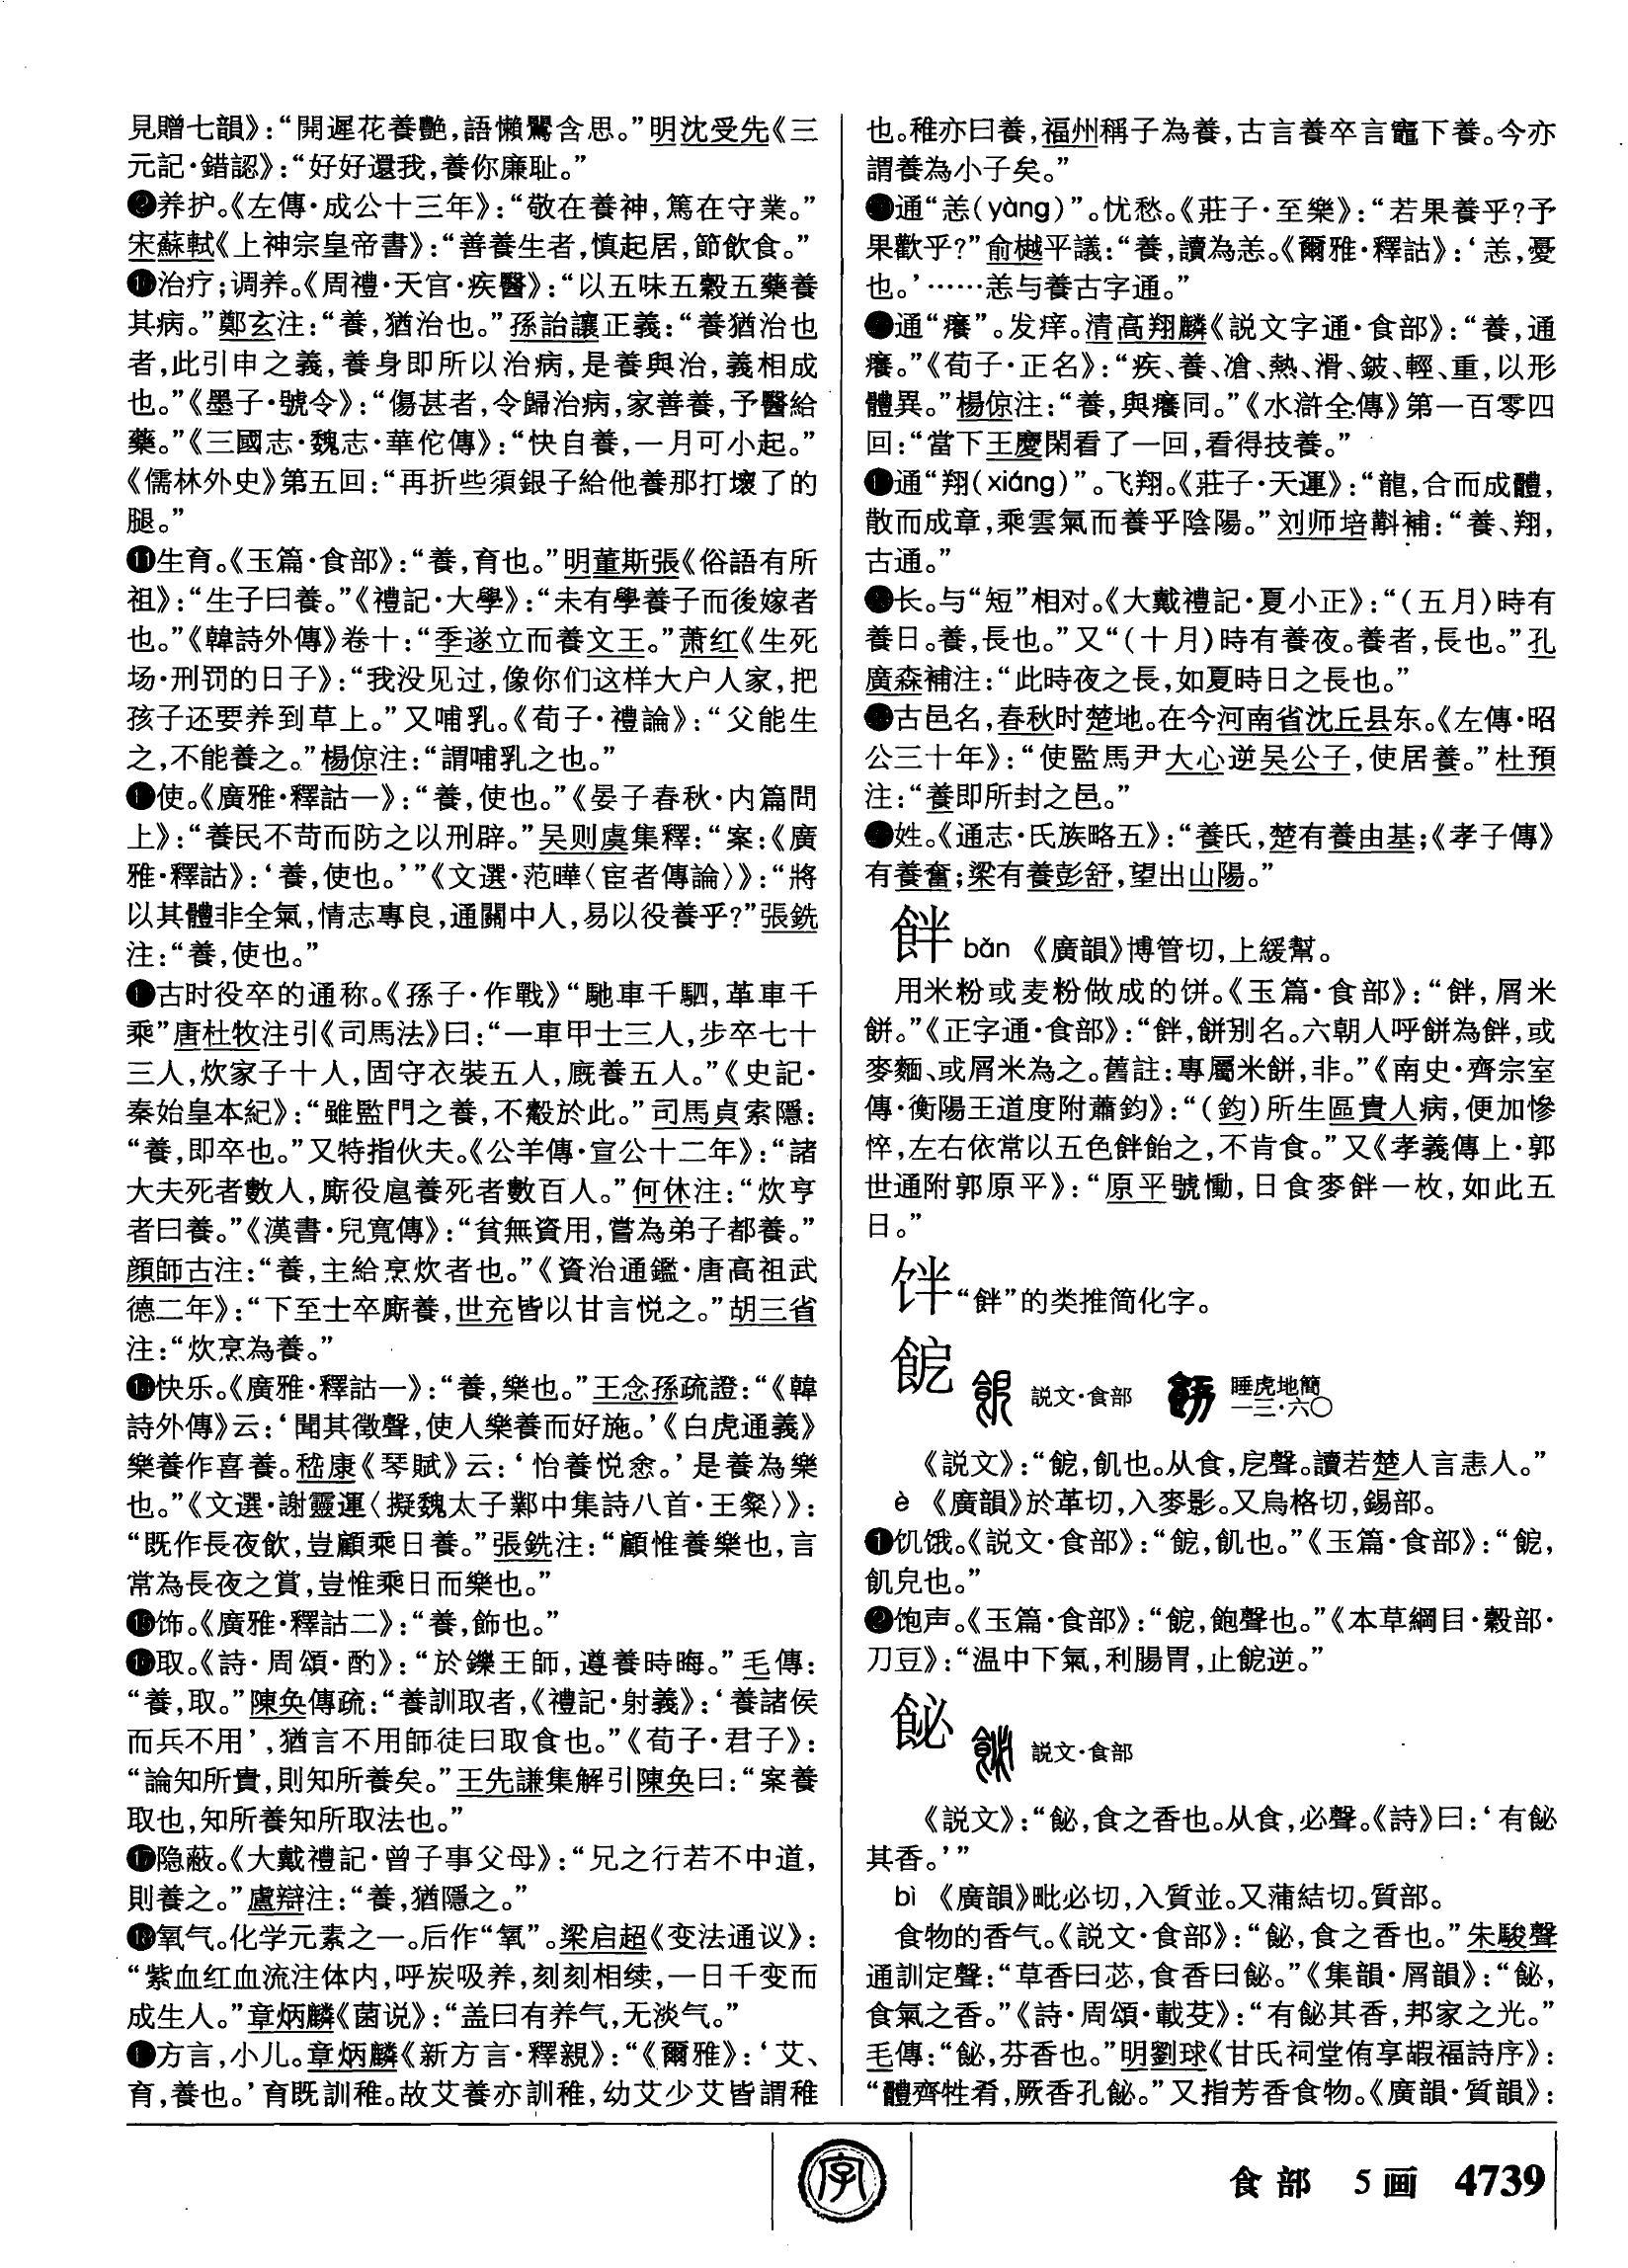 見贈七韻》：“開遲花養艷，語懶鶯含思。”明沈受先《三
元記·錯認》：“好好還我，養你廉耻。”
❾养护。《左傳·成公十三年》：“敬在養神，篤在守業。”
宋蘇軾《上神宗皇帝書》：“善養生者，慎起居，節飲食。”
❿治疗；调养。《周禮·天官·疾醫》：“以五味五穀五藥養
其病。”鄭玄注：“養，猶治也。”孫詒讓正義：“養猶治也
者，此引申之義，養身即所以治病，是養與治，義相成
也。”《墨子·號令》：“傷甚者，令歸治病，家善養，予醫給
藥。”《三國志·魏志·華佗傳》：“快自養，一月可小起。”
《儒林外史》第五回：“再折些須銀子給他養那打壞了的
腿。”
⓫生育。《玉篇·食部》：“養，育也。”明董斯張《俗語有所
祖》：“生子曰養。”《禮記·大學》：“未有學養子而後嫁者
也。”《韓詩外傳》卷十：“季遂立而養文王。”萧红《生死
场·刑罚的日子》：“我没见过，像你们这样大户人家，把
孩子还要养到草上。”又哺乳。《荀子·禮論》：“父能生
之，不能養之。”楊倞注：“謂哺乳之也。”
⓬使。《廣雅·釋詁一》：“養，使也。”《晏子春秋·内篇問
上》：“養民不苛而防之以刑辟。”吴则虞集釋：“案：《廣
雅·釋詁》：‘養，使也。’”《文選·范曄〈宦者傳論〉》：“將
以其體非全氣，情志專良，通關中人，易以役養乎？”張銑
注：“養，使也。”
⓭古时役卒的通称。《孫子·作戰》“馳車千駟，革車千
乘”唐杜牧注引《司馬法》曰：“一車甲士三人，步卒七十
三人，炊家子十人，固守衣裝五人，廐養五人。”《史記·
秦始皇本紀》：“雖監門之養，不觳於此。”司馬貞索隱：
“養，即卒也。”又特指伙夫。《公羊傳·宣公十二年》：“諸
大夫死者數人，廝役扈養死者數百人。”何休注：“炊亨
者曰養。”《漢書·兒寬傳》：“貧無資用，嘗為弟子都養。”
顔師古注：“養，主給烹炊者也。”《資治通鑑·唐高祖武
德二年》：“下至士卒廝養，世充皆以甘言悦之。”胡三省
注：“炊烹為養。”
⓮快乐。《廣雅·釋詁一》：“養，樂也。”王念孫疏證：“《韓
詩外傳》云：‘聞其徵聲，使人樂養而好施。’《白虎通義》
樂養作喜養。嵇康《琴賦》云：‘怡養悦悆。’是養為樂
也。”《文選·謝靈運〈擬魏太子鄴中集詩八首·王粲〉》：
“既作長夜飲，豈顧乘日養。”張銑注：“顧惟養樂也，言
常為長夜之賞，豈惟乘日而樂也。”
⓯饰。《廣雅·釋詁二》：“養，飾也。”
⓰取。《詩·周頌·酌》：“於鑠王師，遵養時晦。”毛傳：
“養，取。”陳奂傳疏：“養訓取者，《禮記·射義》：‘養諸侯
而兵不用’，猶言不用師徒曰取食也。”《荀子·君子》：
“論知所貴，則知所養矣。”王先謙集解引陳奂曰：“案養
取也，知所養知所取法也。”
⓱隐蔽。《大戴禮記·曾子事父母》：“兄之行若不中道，
則養之。”盧辯注：“養，猶隱之。”
⓲氧气。化学元素之一。后作“氧”。梁启超《变法通议》：
“紫血红血流注体内，呼炭吸养，刻刻相续，一日千变而
成生人。”章炳麟《菌说》：“盖曰有养气，无淡气。”
⓳方言，小儿。章炳麟《新方言·釋親》：“《爾雅》：‘艾、
育，養也。’育既訓稚。故艾養亦訓稚，幼艾少艾皆謂稚
也。稚亦曰養，福州稱子為養，古言養卒言竈下養。今亦
謂養為小子矣。”
⓴通“恙（yàng）”。忧愁。《莊子·至樂》：“若果養乎？予
果歡乎？”俞樾平議：“養，讀為恙。《爾雅·釋詁》：‘恙，憂
也。’……恙与養古字通。”
㉑通“癢”。发痒。清高翔麟《説文字通·食部》：“養，通
癢。”《荀子·正名》：“疾、養、凔、熱、滑、鈹、輕、重，以形
體異。”楊倞注：“養，與癢同。”《水滸全傳》第一百零四
回：“當下王慶閑看了一回，看得技養。”
㉒通“翔（xiáng）”。飞翔。《莊子·天運》：“龍，合而成體，
散而成章，乘雲氣而養乎陰陽。”刘师培斠補：“養、翔，
古通。”
㉓长。与“短”相对。《大戴禮記·夏小正》：“（五月）時有
養日。養，長也。”又“（十月）時有養夜。養者，長也。”孔
廣森補注：“此時夜之長，如夏時日之長也。”
㉔古邑名，春秋时楚地。在今河南省沈丘县东。《左傳·昭
公三十年》：“使監馬尹大心逆吴公子，使居養。”杜預
注：“養即所封之邑。”
㉕姓。《通志·氏族略五》：“養氏，楚有養由基；《孝子傳》
有養奮；梁有養彭舒，望出山陽。”
䬳 bǎn 《廣韻》博管切，上緩幫。
用米粉或麦粉做成的饼。《玉篇·食部》：“䬳，屑米
餅。”《正字通·食部》：“䬳，餅别名。六朝人呼餅為䬳，或
麥麵、或屑米為之。舊註：專屬米餅，非。”《南史·齊宗室
傳·衡陽王道度附蕭鈞》：“（鈞）所生區貴人病，便加慘
悴，左右依常以五色䬳飴之，不肯食。”又《孝義傳上·郭
世通附郭原平》：“原平號慟，日食麥䬳一枚，如此五
日。”
“䬳”的类推简化字。
䬵 説文·食部 睡虎地簡
一三·六〇
《説文》：“䬵，飢也。从食，戹聲。讀若楚人言恚人。”
è 《廣韻》於革切，入麥影。又烏格切，錫部。
❶饥饿。《説文·食部》：“䬵，飢也。”《玉篇·食部》：“䬵，
飢皃也。”
❷饱声。《玉篇·食部》：“䬵，飽聲也。”《本草綱目·穀部·
刀豆》：“温中下氣，利腸胃，止䬵逆。”
飶 説文·食部
《説文》：“飶，食之香也。从食，必聲。《詩》曰：‘有飶
其香。’”
bì 《廣韻》毗必切，入質並。又蒲結切。質部。
食物的香气。《説文·食部》：“飶，食之香也。”朱駿聲
通訓定聲：“草香曰苾，食香曰飶。”《集韻·屑韻》：“飶，
食氣之香。”《詩·周頌·載芟》：“有飶其香，邦家之光。”
毛傳：“飶，芬香也。”明劉球《甘氏祠堂侑享嘏福詩序》：
“體齊牲肴，厥香孔飶。”又指芳香食物。《廣韻·質韻》：
字
食部 5画 4739